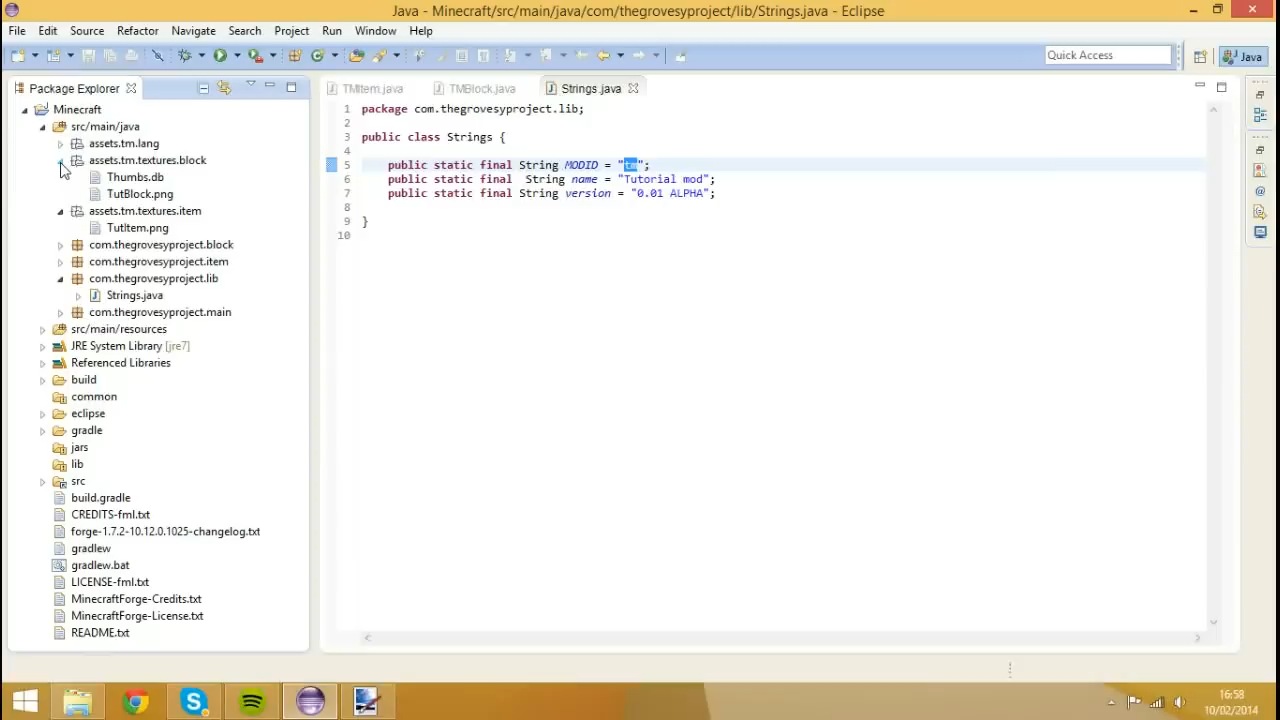 Java - Minecraft/src/main/java/com/thegrovesyproject/lib/Strings.java - Eclipse
File Edit Source Refactor Navigate Search Project Run Window Help
Quick Access
Java
Package Explorer
TMItem.java
TMBlock.java
Strings.java
Minecraft
src/main/java
assets.tm.lang
assets.tm.textures.block
Thumbs.db
TutBlock.png
assets.tm.textures.item
TutItem.png
com.thegrovesyproject.block
com.thegrovesyproject.item
com.thegrovesyproject.lib
Strings.java
com.thegrovesyproject.main
src/main/resources
JRE System Library [jre7]
Referenced Libraries
build
common
eclipse
gradle
jars
lib
src
build.gradle
CREDITS-fml.txt
forge-1.7.2-10.12.0.1025-changelog.txt
gradlew
gradlew.bat
LICENSE-fml.txt
MinecraftForge-Credits.txt
MinecraftForge-License.txt
README.txt
1 package com.thegrovesyproject.lib;
2
3 public class Strings {
4
5 public static final String MODID = "tm";
6 public static final  String name = "Tutorial mod";
7 public static final String version = "0.01 ALPHA";
8
9 }
10
16:58
10/02/2014